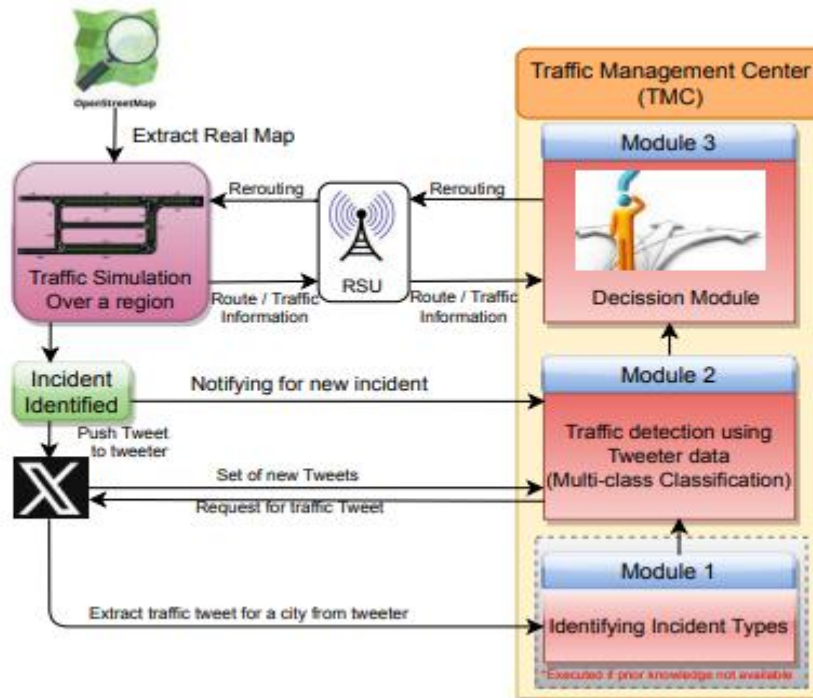 OpenStreetMap
Extract Real Map
Traffic Management Center
(TMC)
Module 3
Rerouting
Rerouting
RSU
Traffic Simulation
Over a region
Route / Traffic
Information
Route / Traffic
Information
Decission Module
Incident
Identified
Notifying for new incident
Module 2
Push Tweet
to tweeter
Traffic detection using
Tweeter data
(Multi-class Classification)
X
Set of new Tweets
Request for traffic Tweet
Module 1
Extract traffic tweet for a city from tweeter
Identifying Incident Types
*Executed if prior knowledge not available